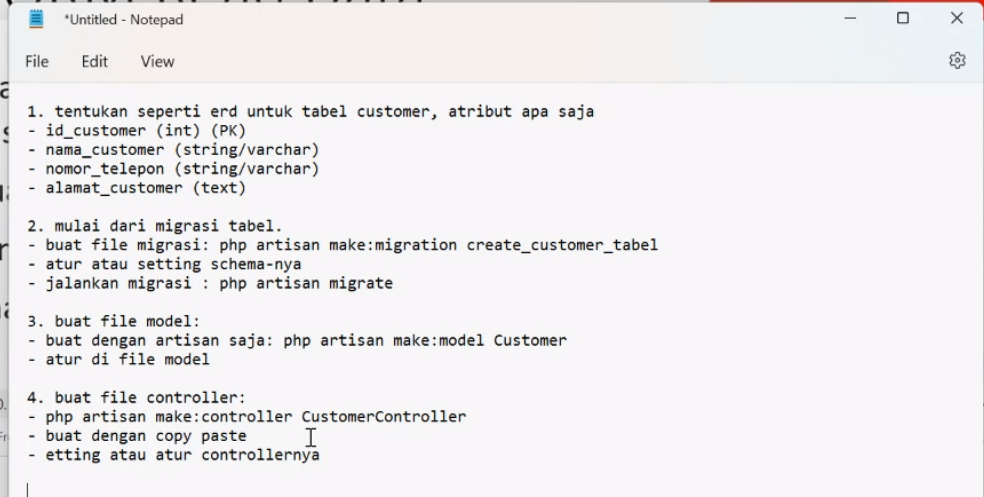 *Untitled - Notepad
File Edit View
1. tentukan seperti erd untuk tabel customer, atribut apa saja
- id_customer (int) (PK)
- nama_customer (string/varchar)
- nomor_telepon (string/varchar)
- alamat_customer (text)
2. mulai dari migrasi tabel.
- buat file migrasi: php artisan make:migration create_customer_tabel
- atur atau setting schema-nya
- jalankan migrasi : php artisan migrate
3. buat file model:
- buat dengan artisan saja: php artisan make:model Customer
- atur di file model
4. buat file controller:
- php artisan make:controller CustomerController
- buat dengan copy paste
- etting atau atur controllernya